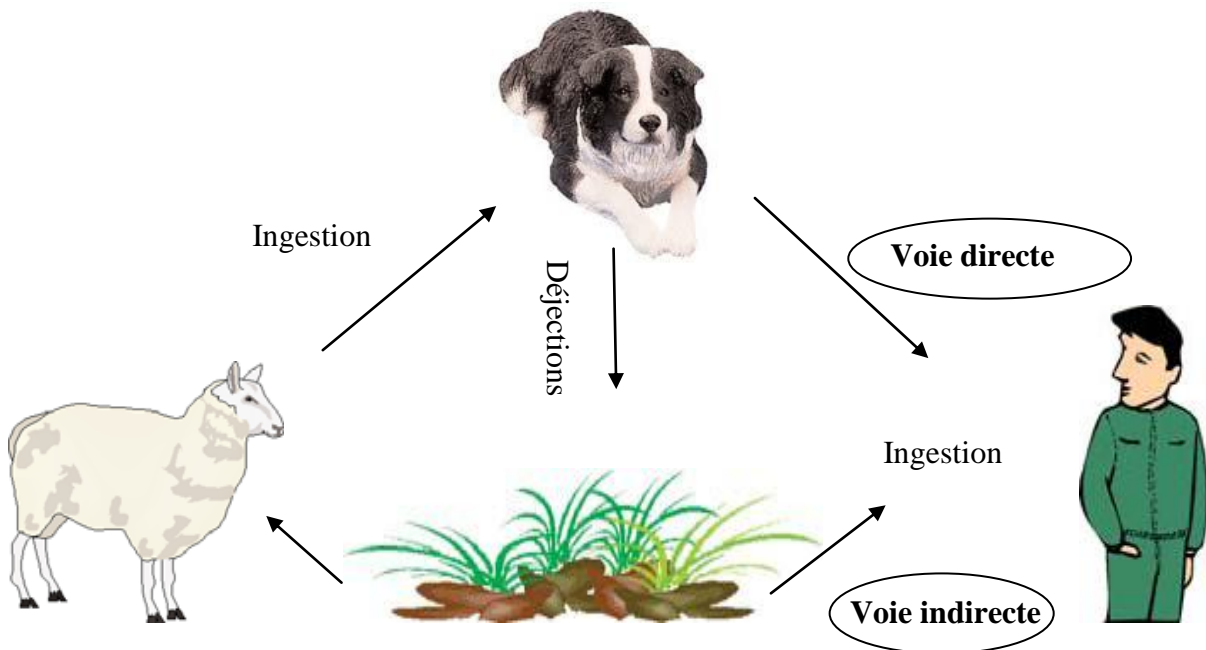 Ingestion
Voie directe
Déjections
Ingestion
Voie indirecte